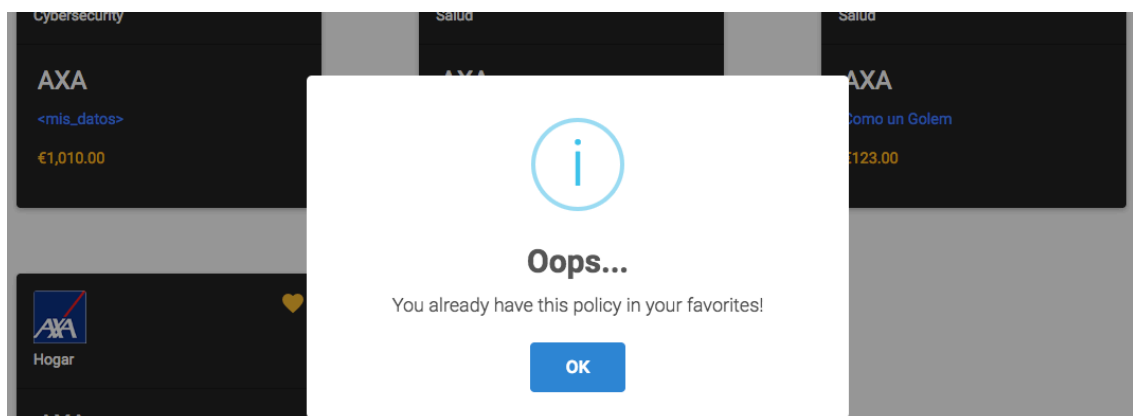 Cybersecurity
Salud
Salud
AXA
AXA
AXA
<mis_datos>
Como un Golem
€1,010.00
€123.00
i
Oops...
You already have this policy in your favorites!
AXA
Hogar
OK